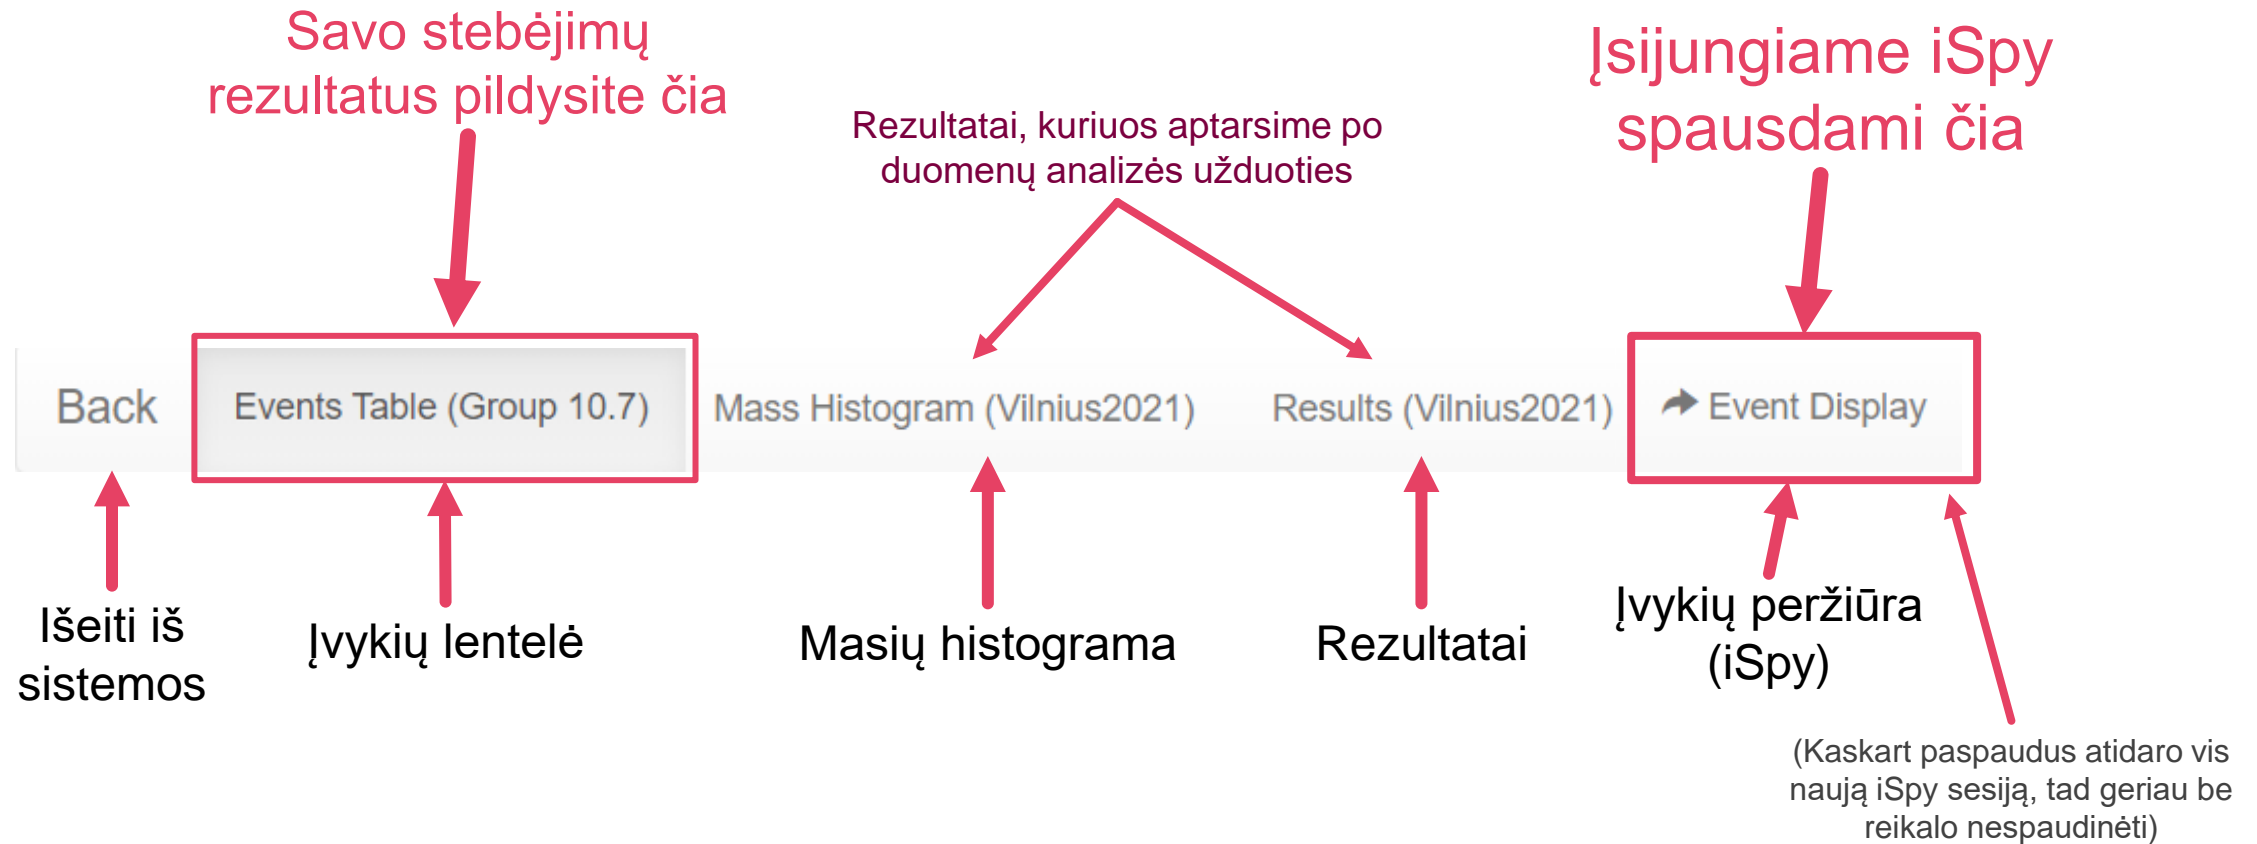 Savo stebėjimų
rezultatus pildysite čia
Rezultatai, kuriuos aptarsime po
duomenų analizės užduoties
Įsijungiame iSpy
spausdami čia
Back
Events Table (Group 10.7)
Mass Histogram (Vilnius2021)
Results (Vilnius2021)
Event Display
Išeiti iš
sistemos
Įvykių lentelė
Masių histograma
Rezultatai
Įvykių peržiūra
(iSpy)
(Kaskart paspaudus atidaro vis
naują iSpy sesiją, tad geriau be
reikalo nespaudinėti)